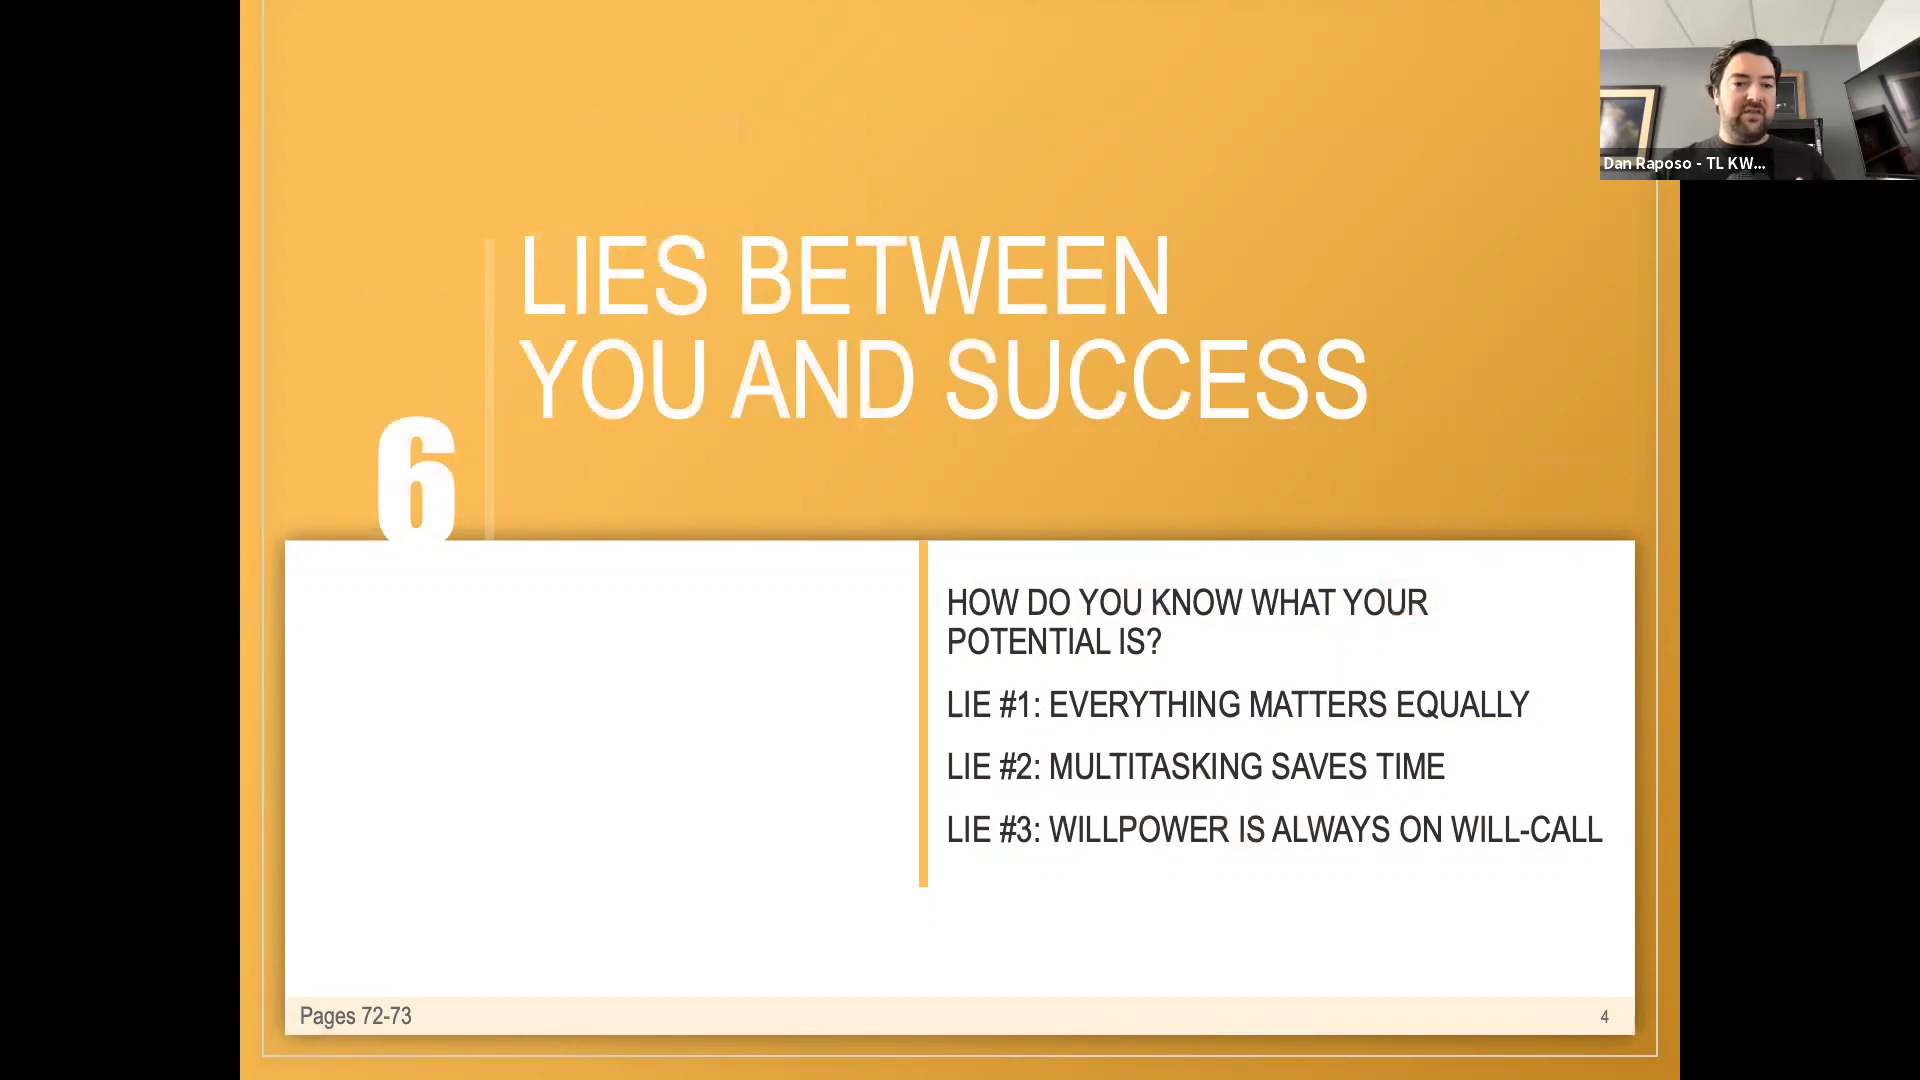 LIES BETWEEN
YOU AND SUCCESS
6
HOW DO YOU KNOW WHAT YOUR
POTENTIAL IS?
LIE #1: EVERYTHING MATTERS EQUALLY
LIE #2: MULTITASKING SAVES TIME
LIE #3: WILLPOWER IS ALWAYS ON WILL-CALL
Pages 72-73
4
Dan Raposo - TL KW...